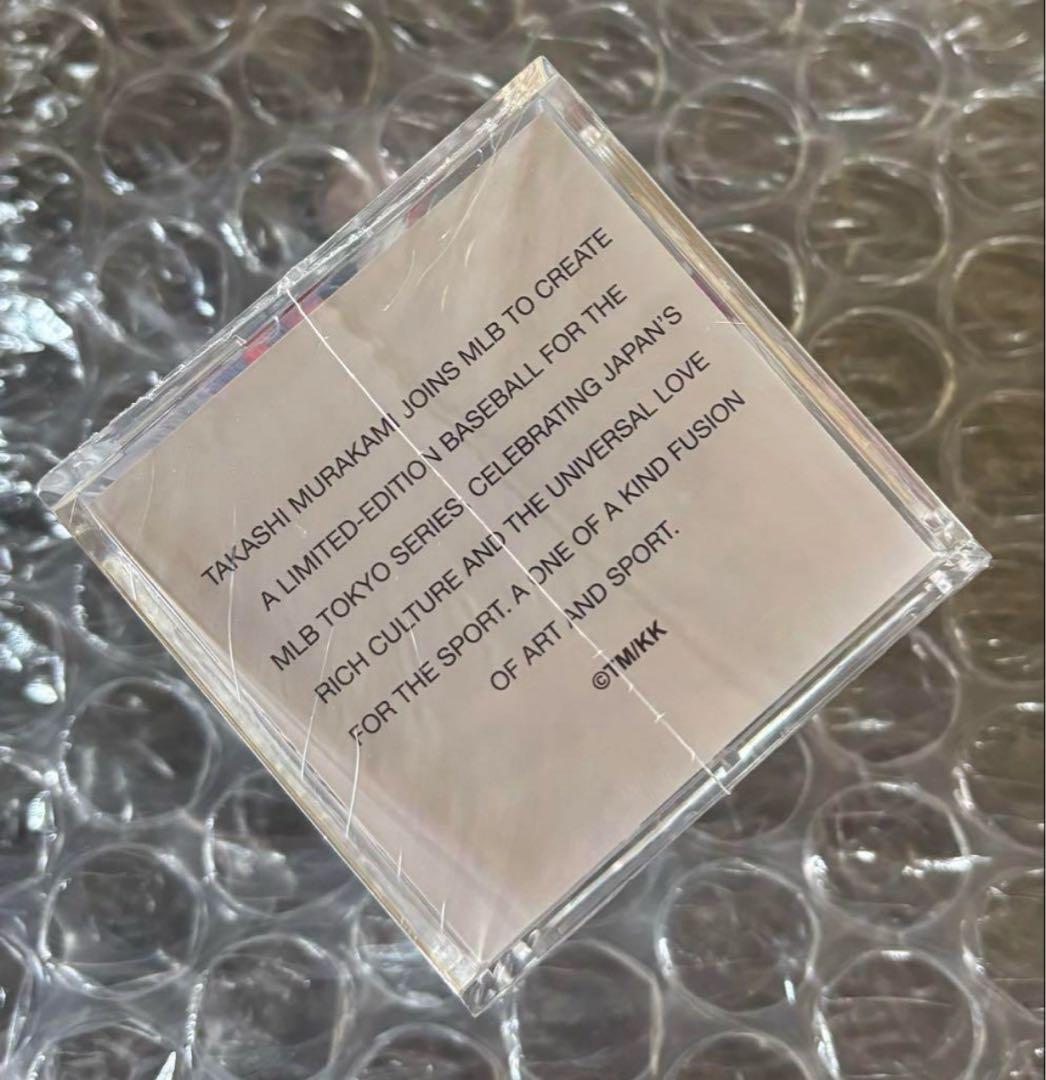 TAKASHI MURAKAMI JOINS MLB TO CREATE
A LIMITED-EDITION BASEBALL FOR THE
MLB TOKYO SERIES, CELEBRATING JAPAN'S
RICH CULTURE AND THE UNIVERSAL LOVE
FOR THE SPORT. A ONE OF A KIND FUSION
OF ART AND SPORT.
©TM/KK